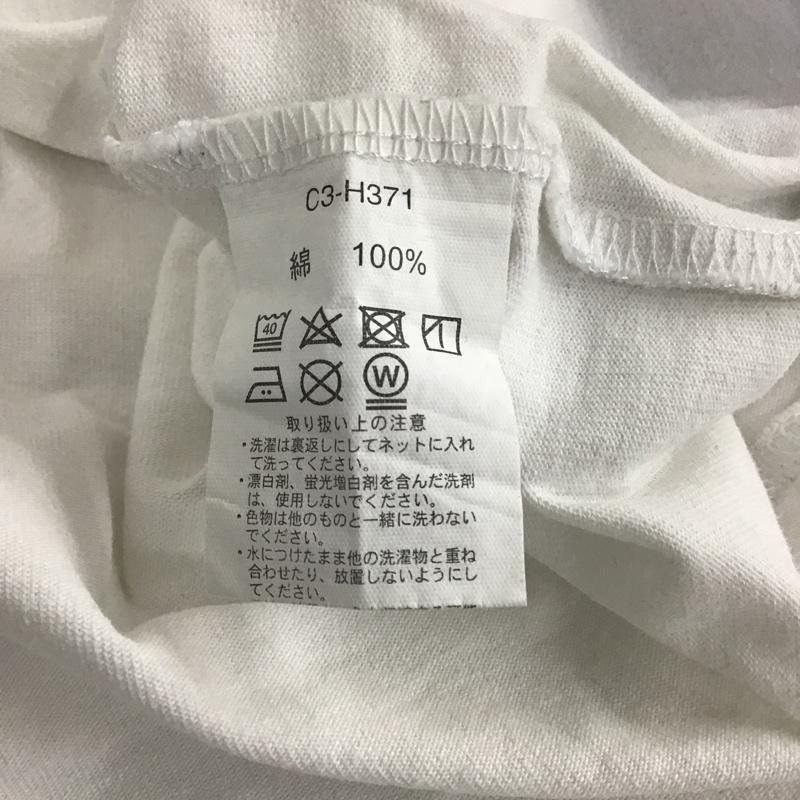 C3-H371
綿 100%
40
W
取り扱い上の注意
・洗濯は裏返しにしてネットに入れ
て洗ってください。
・漂白剤、蛍光増白剤を含んだ洗剤
は、使用しないでください。
・色物は他のものと一緒に洗わない
でください。
・水につけたまま他の洗濯物と重ね
合わせたり、放置しないようにし
てください。